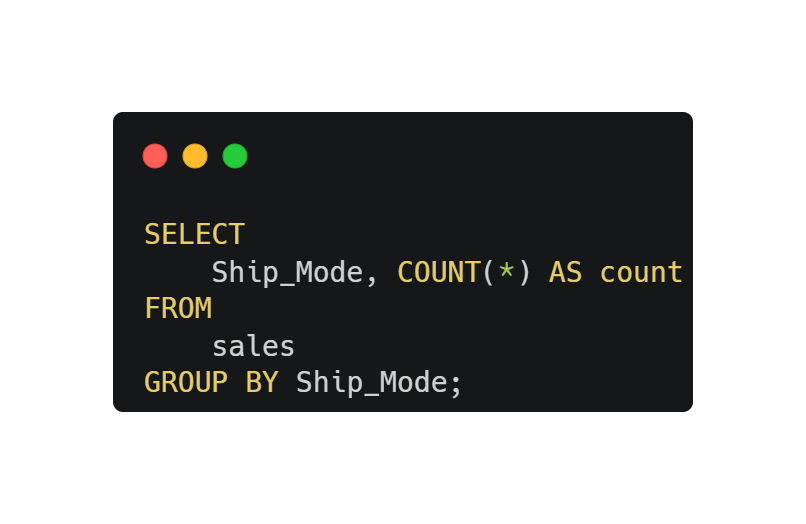 SELECT
    Ship_Mode, COUNT(*) AS count
FROM
    sales
GROUP BY Ship_Mode;